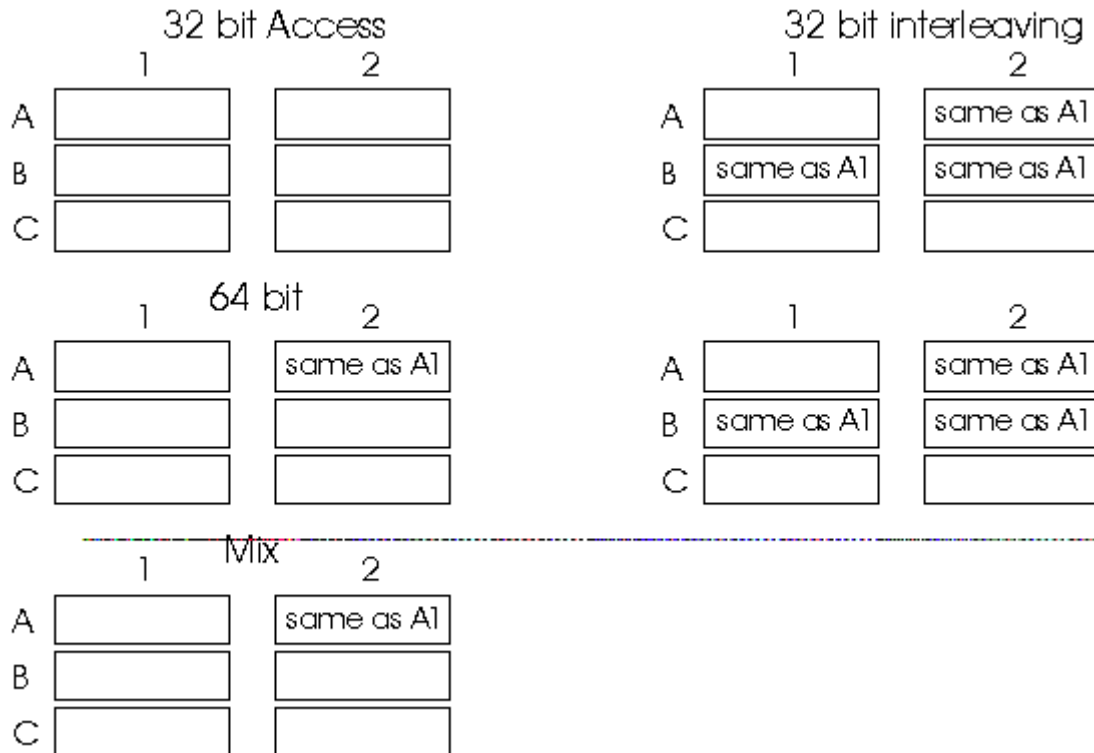 32 bit Access
1 2
A
B
C
32 bit interleaving
1 2
A same as A1
B same as A1 same as A1
C
64 bit
1 2
A same as A1
B
C
1 2
A same as A1
B same as A1 same as A1
C
Mix
1 2
A same as A1
B
C